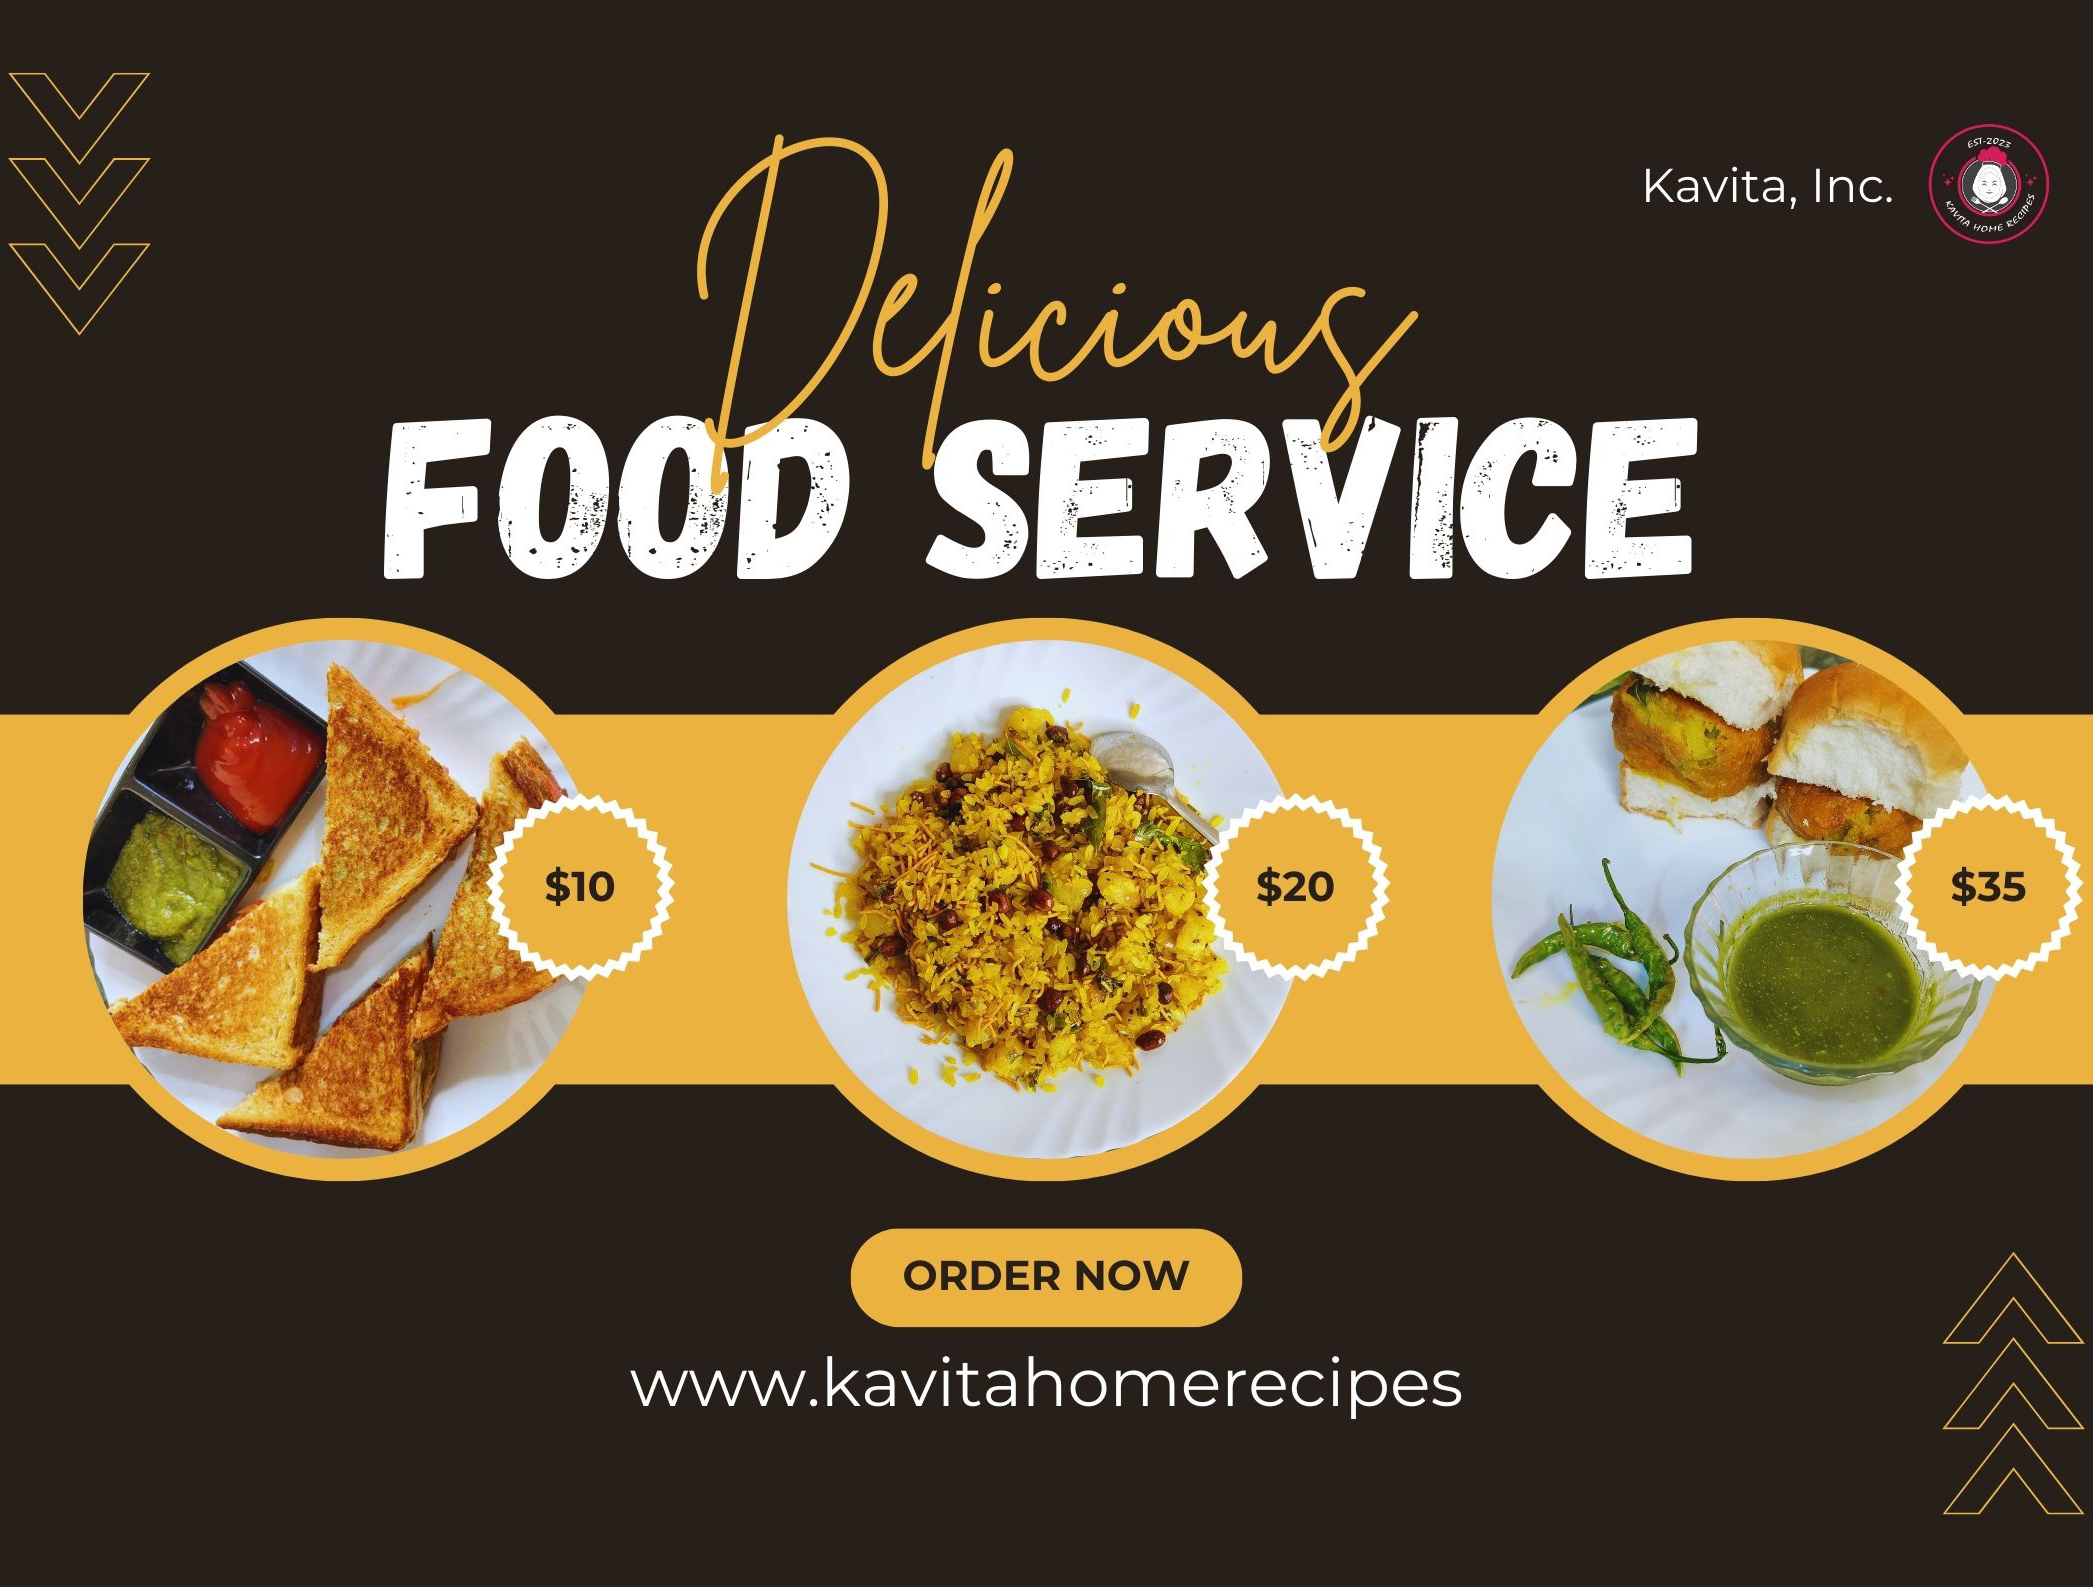 Kavita, Inc.
EST-2023
KAVITA HOME RECIPES
Delicious
FOOD SERVICE
$10
$20
$35
ORDER NOW
www.kavitahomerecipes